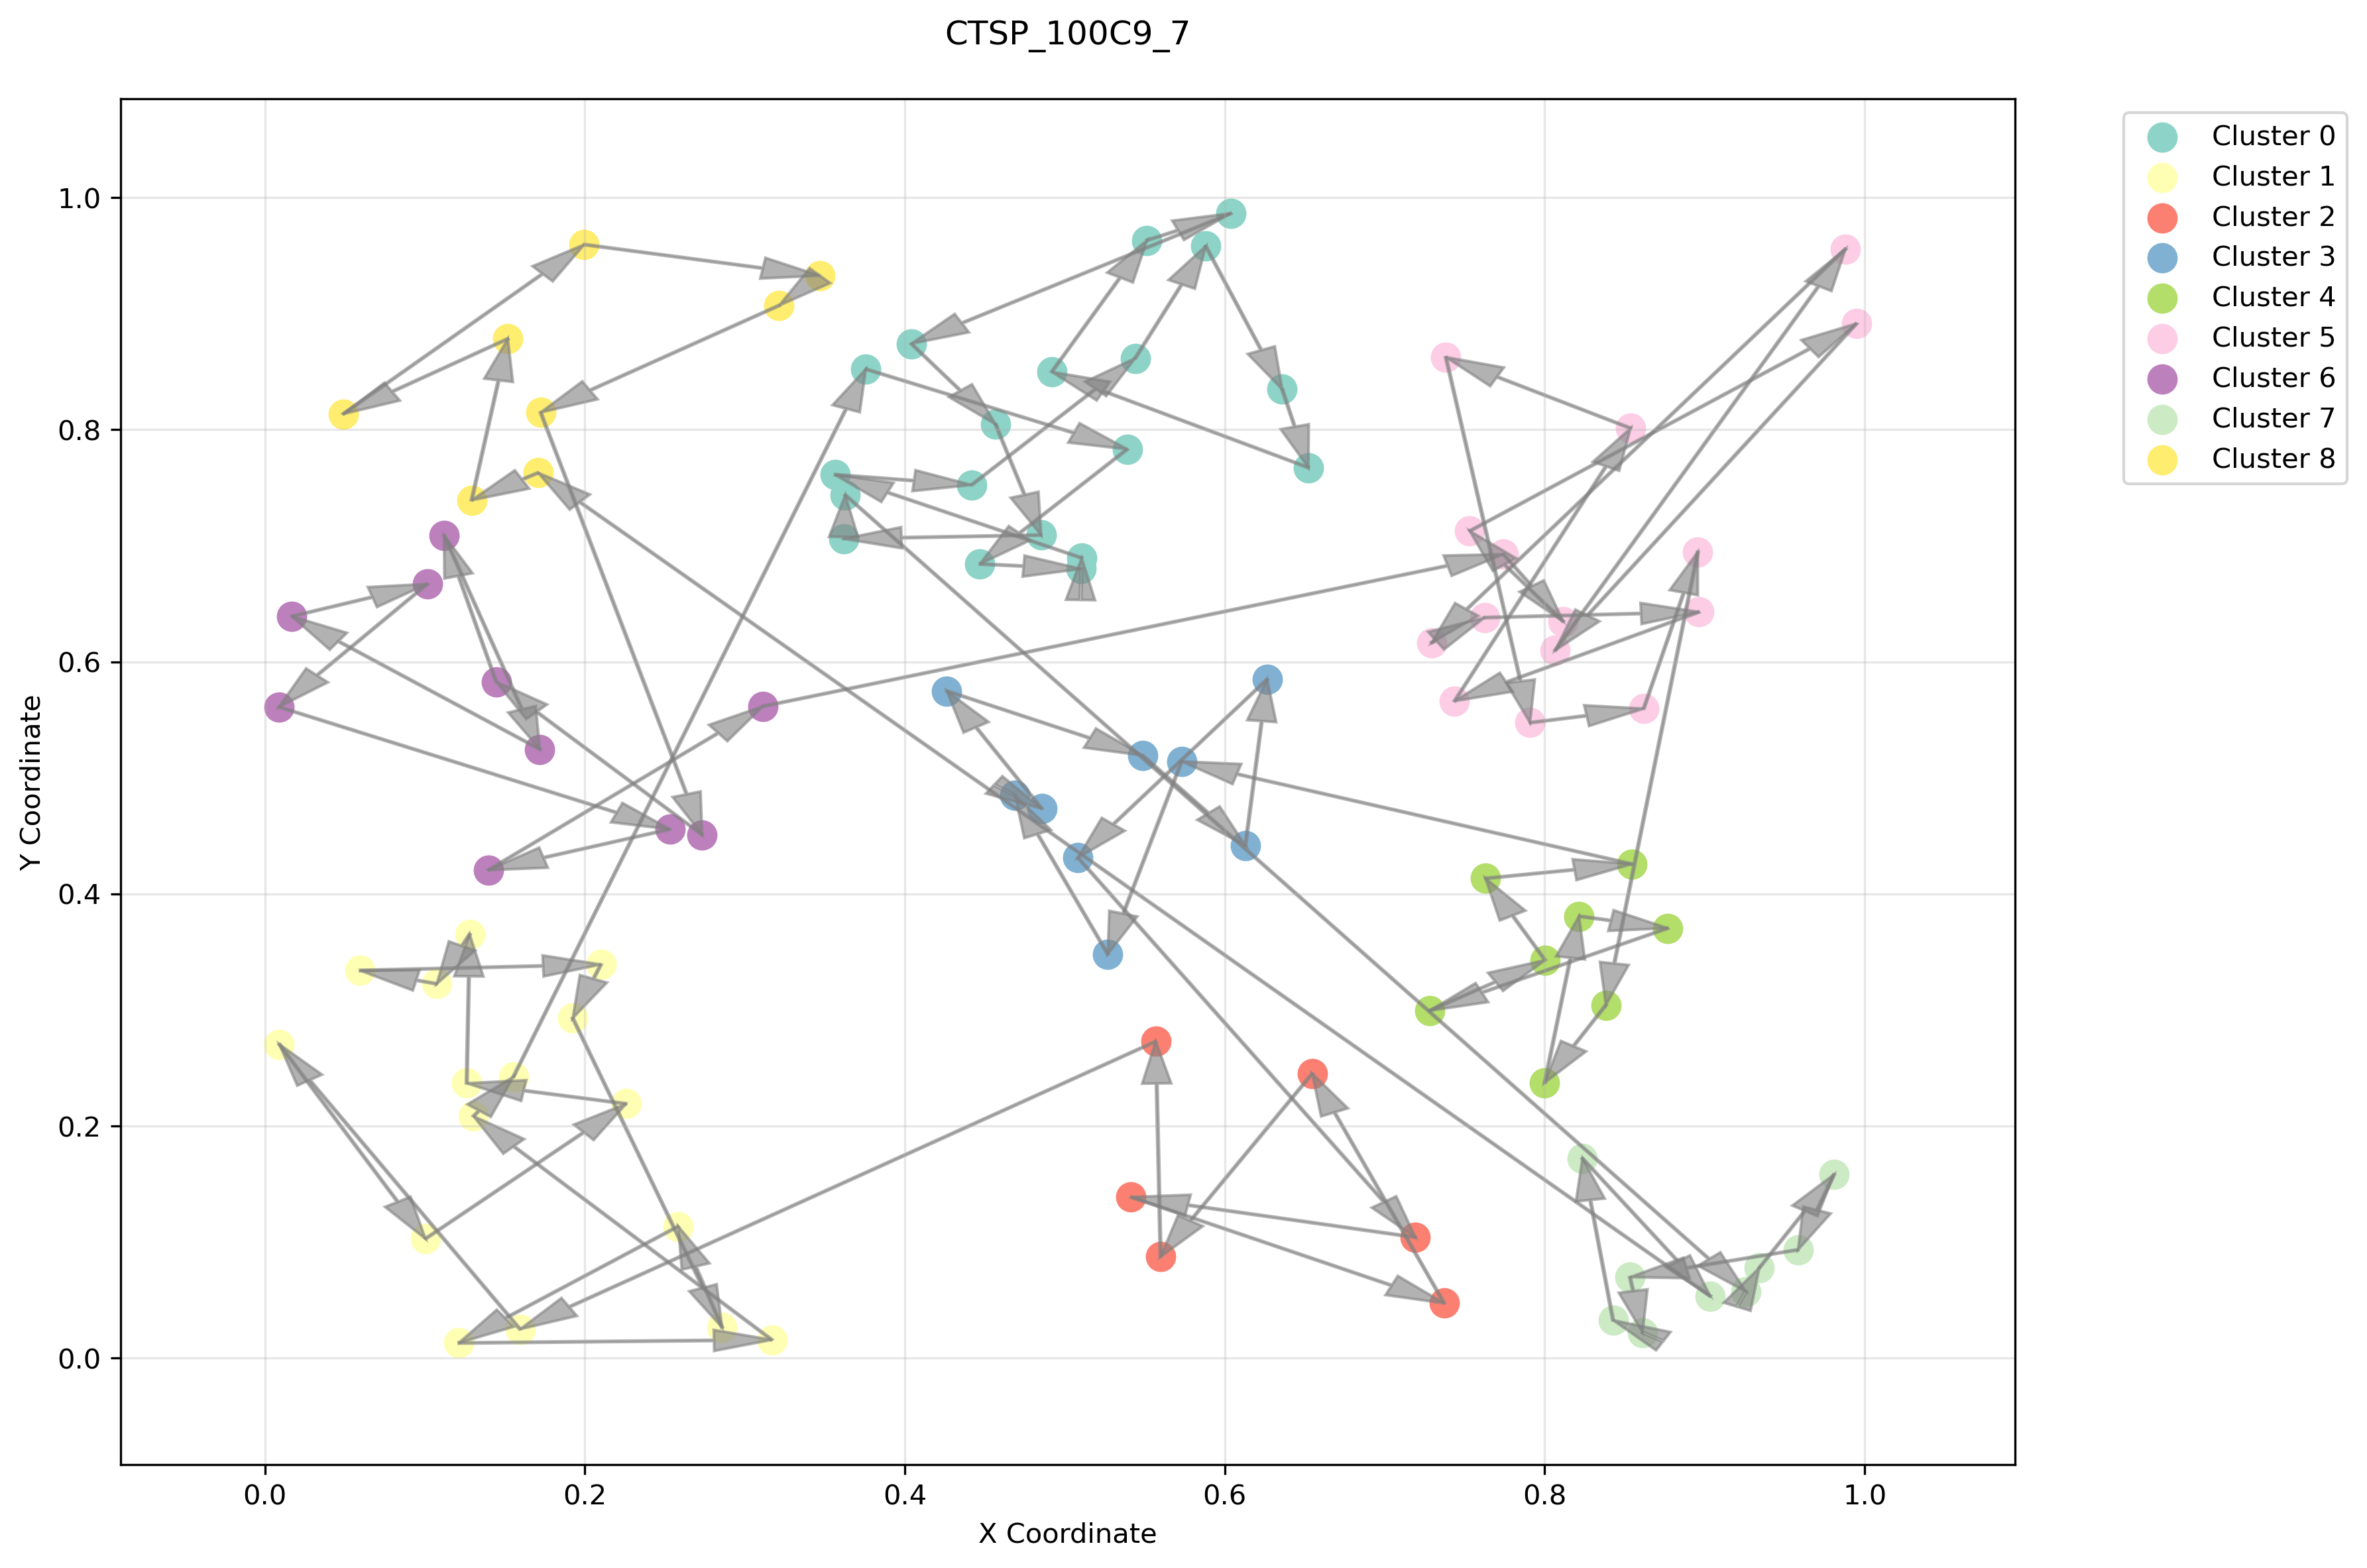 CTSP_100C9_7
Cluster 0
Cluster 1
Cluster 2
Cluster 3
Cluster 4
Cluster 5
Cluster 6
Cluster 7
Cluster 8
Y Coordinate
1.0
0.8
0.6
0.4
0.2
0.0
0.0 0.2 0.4 0.6 0.8 1.0
X Coordinate